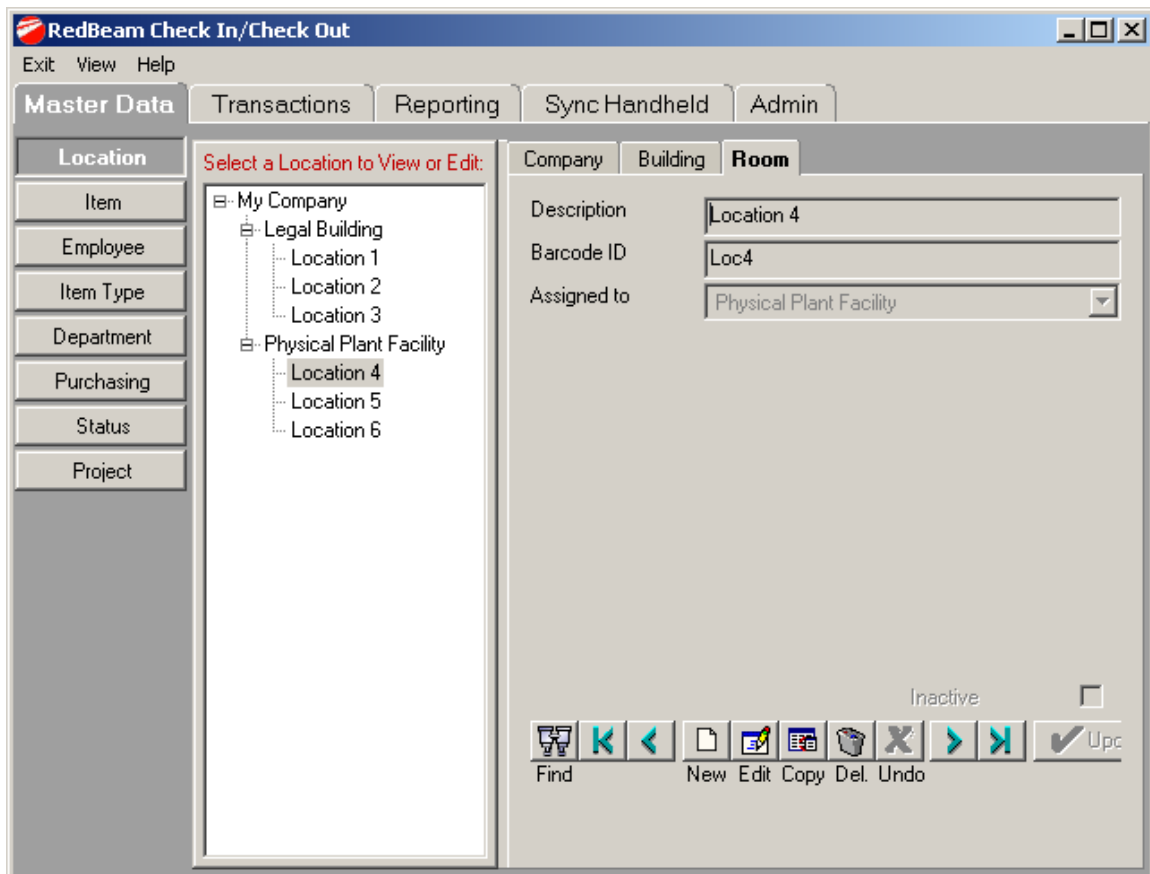 RedBeam Check In/Check Out
Exit View Help
Master Data Transactions Reporting Sync Handheld Admin
Location
Item
Employee
Item Type
Department
Purchasing
Status
Project
Select a Location to View or Edit:
My Company
Legal Building
Location 1
Location 2
Location 3
Physical Plant Facility
Location 4
Location 5
Location 6
Company Building Room
Description Location 4
Barcode ID Loc4
Assigned to Physical Plant Facility
Inactive
Upd
Find New Edit Copy Del. Undo